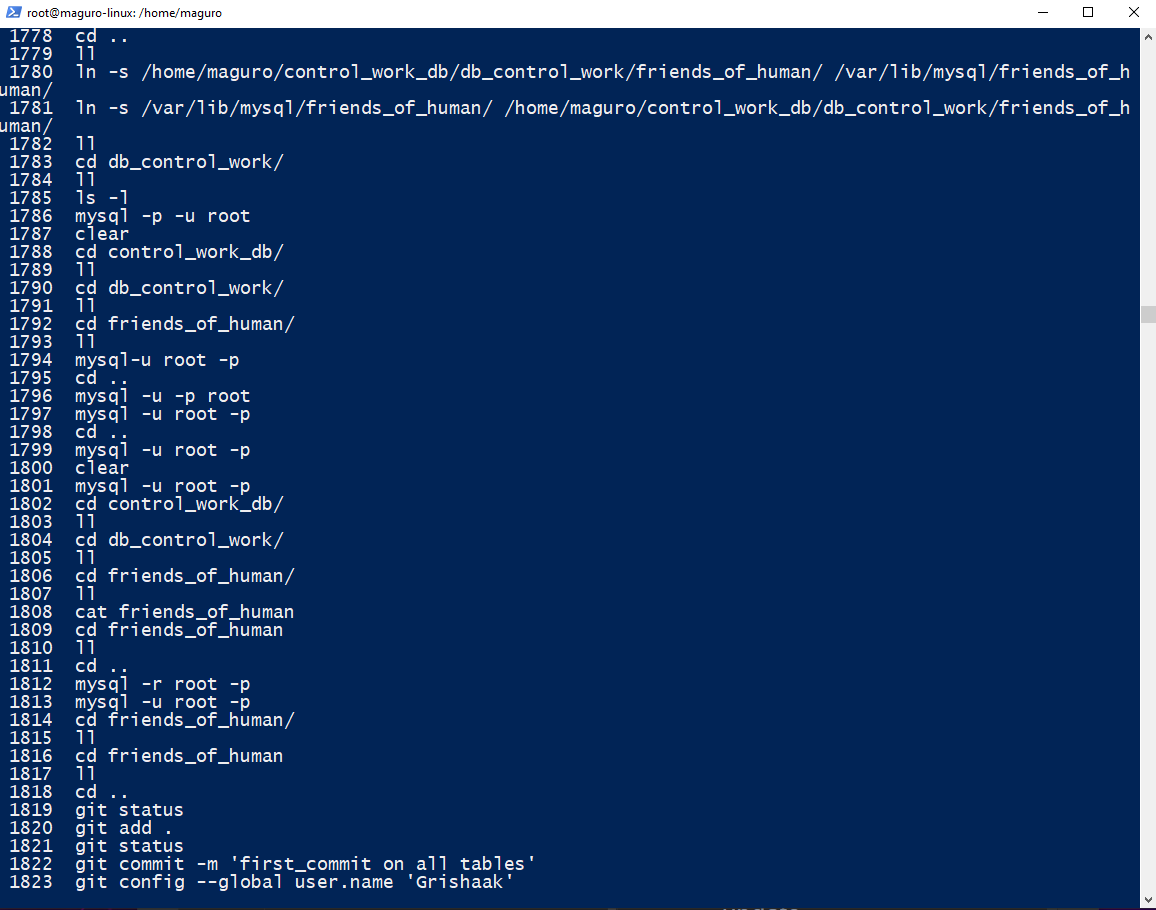 root@maguro-linux: /home/maguro
1778  cd ..
1779  ll
1780  ln -s /home/maguro/control_work_db/db_control_work/friends_of_human/ /var/lib/mysql/friends_of_h
uman/
1781  ln -s /var/lib/mysql/friends_of_human/ /home/maguro/control_work_db/db_control_work/friends_of_h
uman/
1782  ll
1783  cd db_control_work/
1784  ll
1785  ls -l
1786  mysql -p -u root
1787  clear
1788  cd control_work_db/
1789  ll
1790  cd db_control_work/
1791  ll
1792  cd friends_of_human/
1793  ll
1794  mysql-u root -p
1795  cd ..
1796  mysql -u -p root
1797  mysql -u root -p
1798  cd ..
1799  mysql -u root -p
1800  clear
1801  mysql -u root -p
1802  cd control_work_db/
1803  ll
1804  cd db_control_work/
1805  ll
1806  cd friends_of_human/
1807  ll
1808  cat friends_of_human
1809  cd friends_of_human
1810  ll
1811  cd ..
1812  mysql -r root -p
1813  mysql -u root -p
1814  cd friends_of_human/
1815  ll
1816  cd friends_of_human
1817  ll
1818  cd ..
1819  git status
1820  git add .
1821  git status
1822  git commit -m 'first_commit on all tables'
1823  git config --global user.name 'Grishaak'